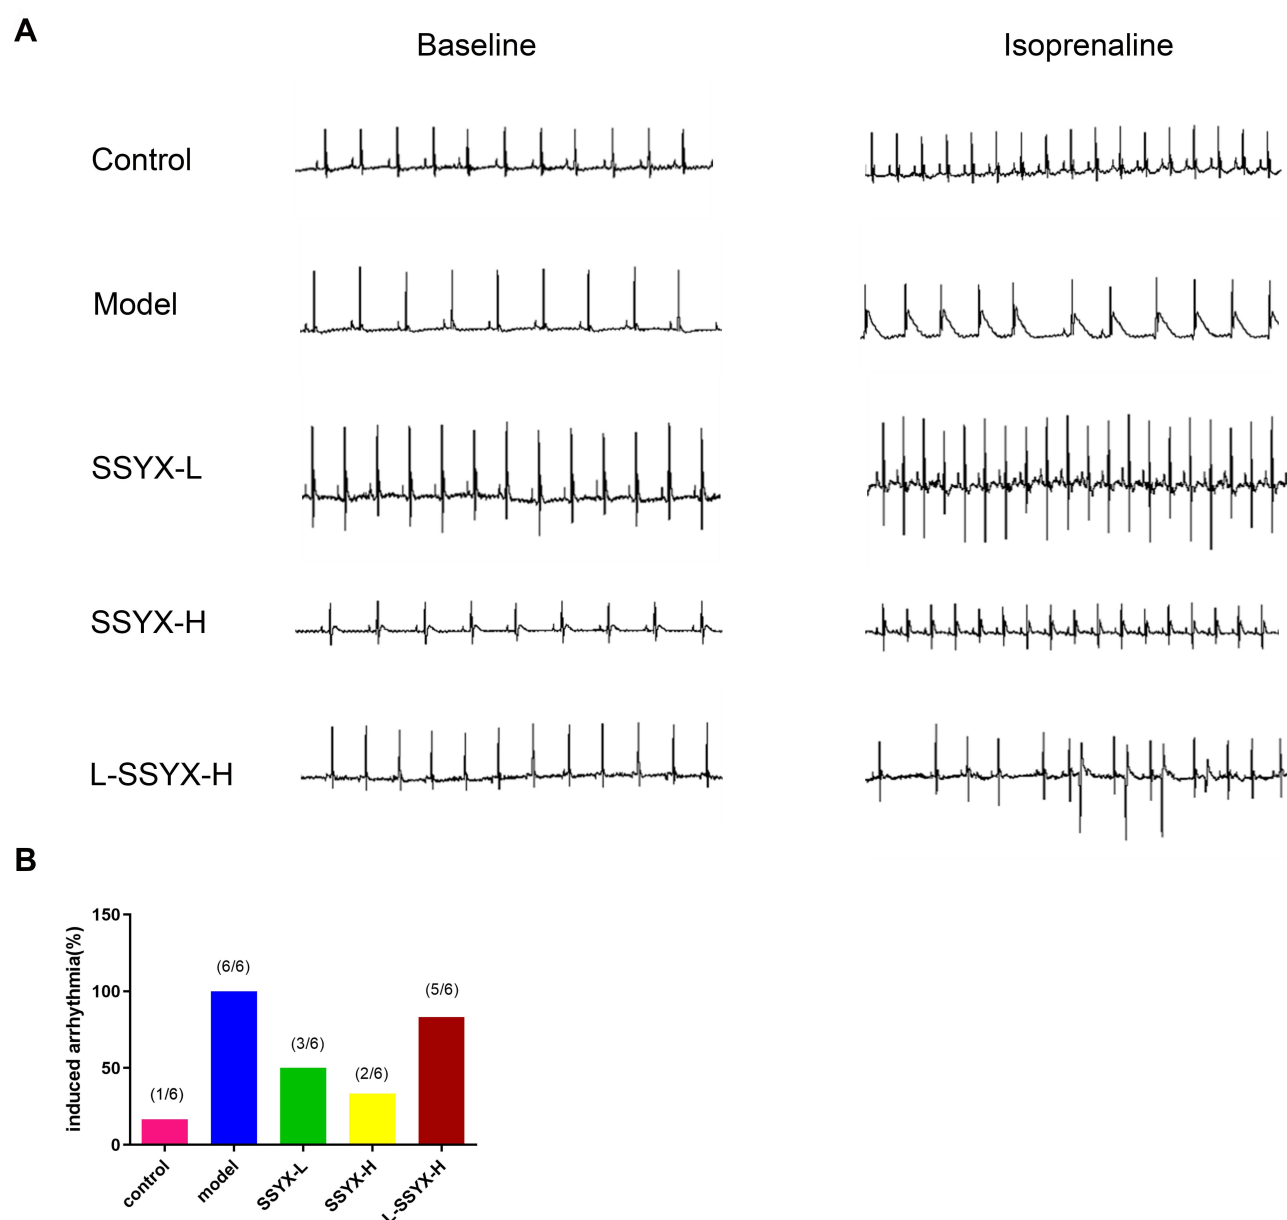 A
Baseline Isoprenaline
Control
Model
SSYX-L
SSYX-H
L-SSYX-H
B
induced arrhythmia(%)
150
100
50
0
(1/6)
(6/6)
(3/6)
(2/6)
(5/6)
control
model
SSYX-L
SSYX-H
L-SSYX-H